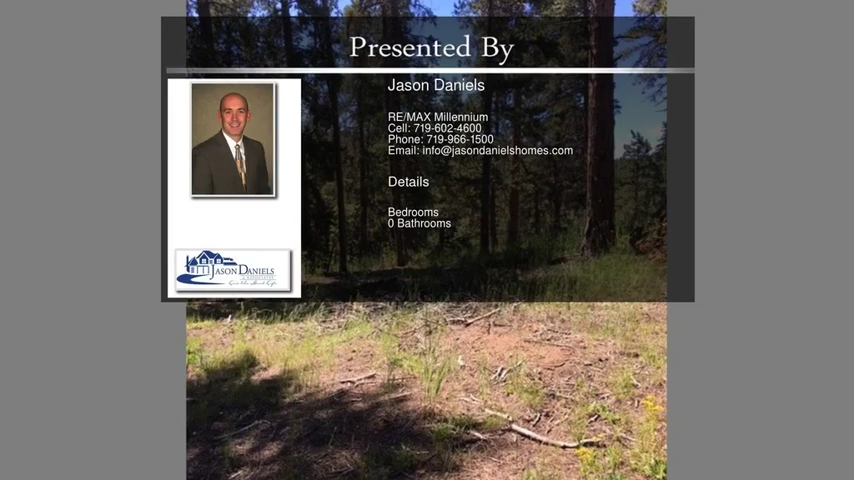 Presented By
Jason Daniels
RE/MAX Millennium
Cell: 719-602-4600
Phone: 719-966-1500
Email: info@jasondanielshomes.com
Details
Bedrooms
0 Bathrooms
JASON DANIELS